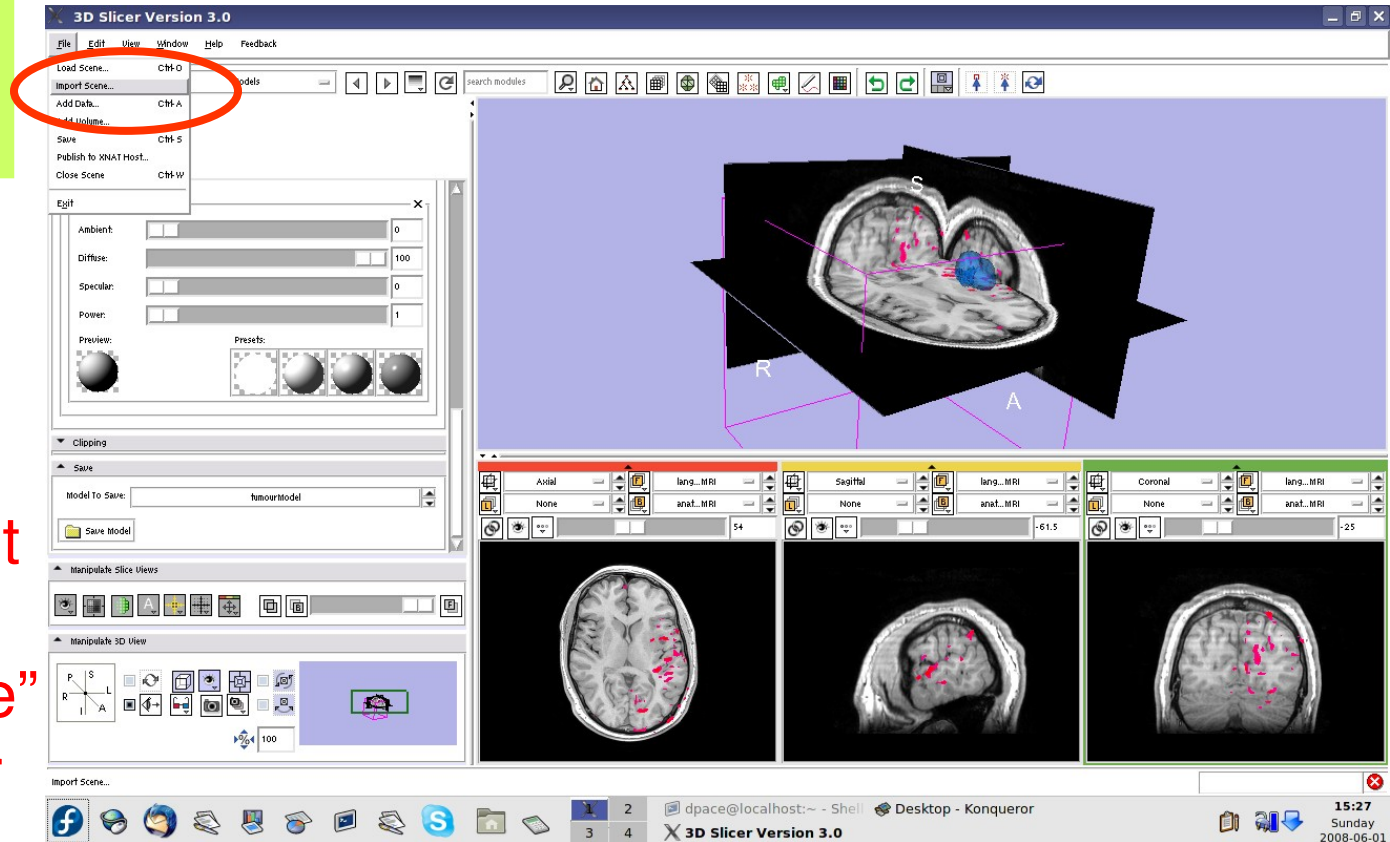 3D Slicer Version 3.0
File Edit View Window Help Feedback
Load Scene... Ctrl-O
Import Scene...
Add Data... Ctrl-A
Add Volume...
Save Ctrl-S
Publish to XNAT Host...
Close Scene Ctrl-W
Exit
odels
search modules
Ambient: 0
Diffuse: 100
Specular: 0
Power: 1
Preview: Presets:
Clipping
Save
Model To Save: tumourModel
Save Model
Manipulate Slice Views
Manipulate 3D View
P S
R L
I A
100
S
R
A
Axial lang...MRI
None anat...MRI
54
Sagittal lang...MRI
None anat...MRI
-61.5
Coronal lang...MRI
None anat...MRI
-25
t
e”
Import Scene...
1 2
3 4
dpace@localhost:~ - Shell
Desktop - Konqueror
3D Slicer Version 3.0
15:27
Sunday
2008-06-01